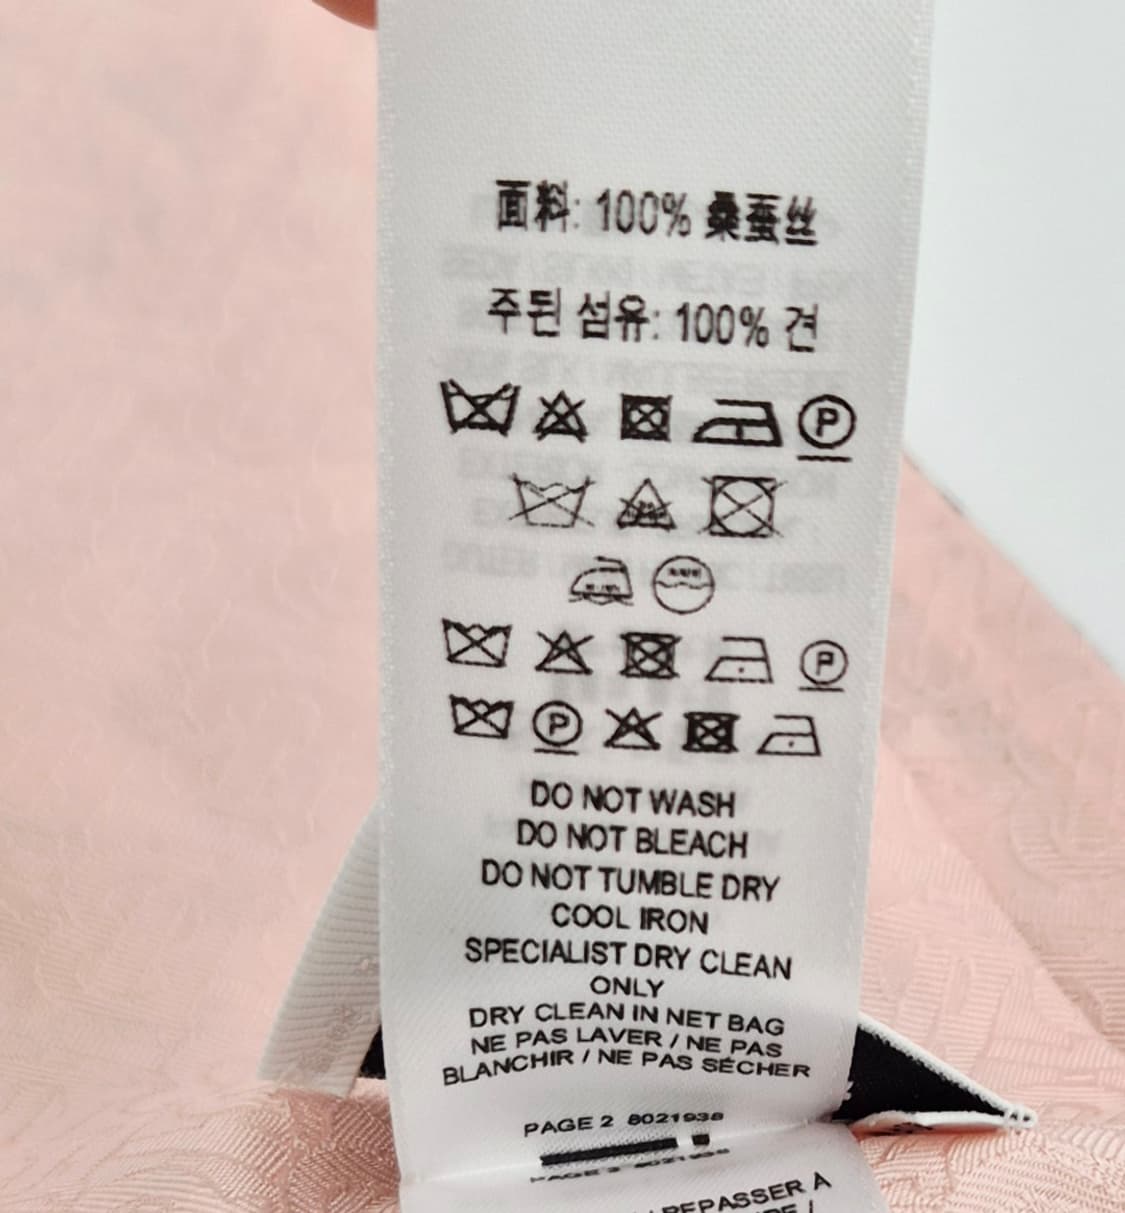 面料: 100% 桑蚕丝
주된 섬유: 100% 견
P
P
P
DO NOT WASH
DO NOT BLEACH
DO NOT TUMBLE DRY
COOL IRON
SPECIALIST DRY CLEAN
ONLY
DRY CLEAN IN NET BAG
NE PAS LAVER / NE PAS
BLANCHIR / NE PAS SÉCHER
PAGE 2 8021938
REPASSER À